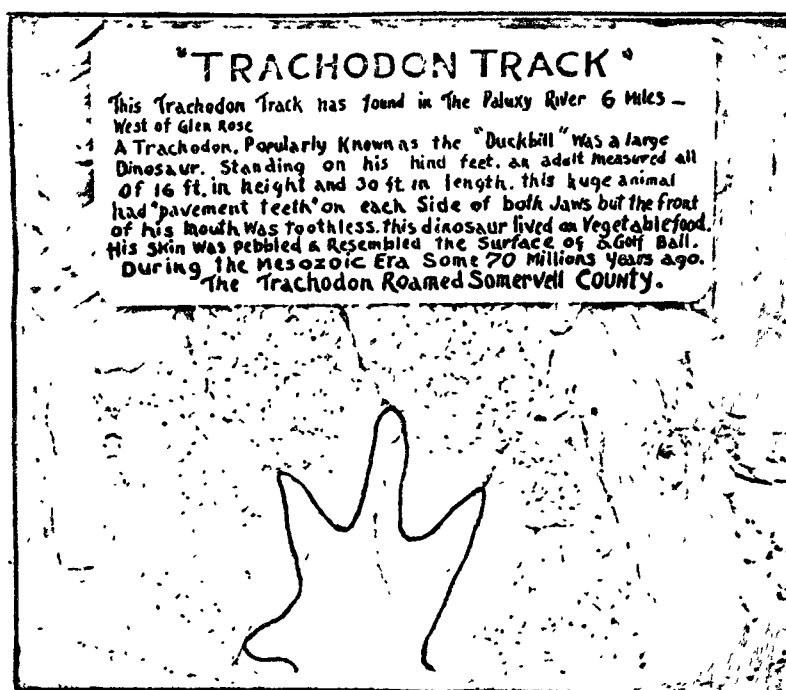 "TRACHODON TRACK"
This Trachodon Track has found in The Paluxy River 6 Miles –
West of Glen Rose
A Trachodon. Popularly Known as the "Duckbill" Was a large
Dinosaur. Standing on his hind feet. an adult measured all
of 16 ft. in height and 30 ft in length. this huge animal
had "pavement teeth" on each Side of both Jaws but the front
of his Mouth Was toothless. this dinosaur lived on Vegetable food.
His Skin Was pebbled & Resembled the Surface of a Golf Ball.
During the Mesozoic Era Some 70 Millions Years ago.
The Trachodon Roamed Somervell COUNTY.